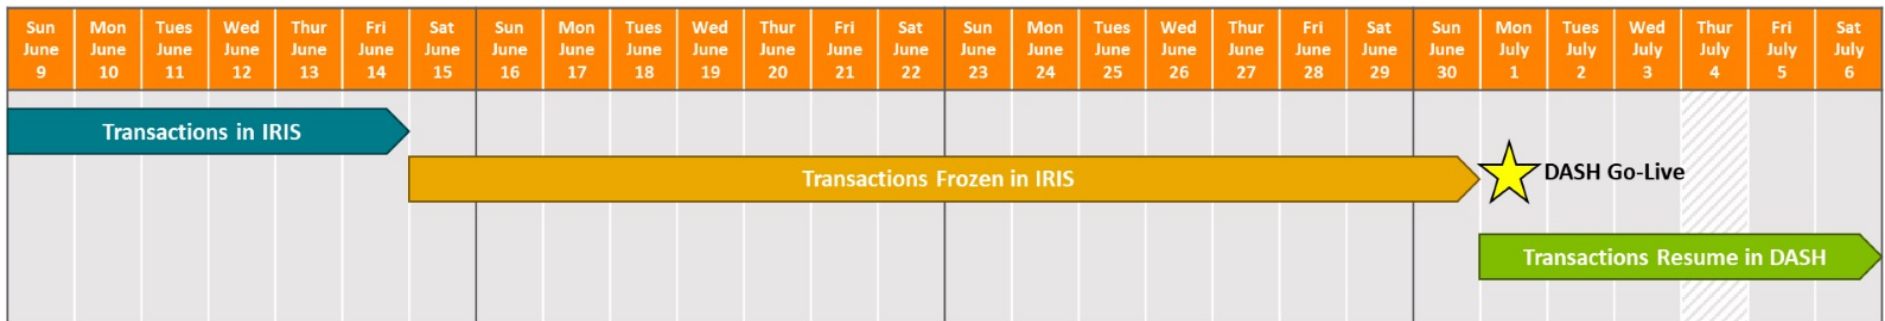 Sun Mon Tues Wed Thur Fri Sat Sun Mon Tues Wed Thur Fri Sat Sun Mon Tues Wed Thur Fri Sat Sun Mon Tues Wed Thur Fri Sat
June June June June June June June June June June June June June June June June June June June June June June July July July July July July
9 10 11 12 13 14 15 16 17 18 19 20 21 22 23 24 25 26 27 28 29 30 1 2 3 4 5 6
Transactions in IRIS
Transactions Frozen in IRIS
DASH Go-Live
Transactions Resume in DASH